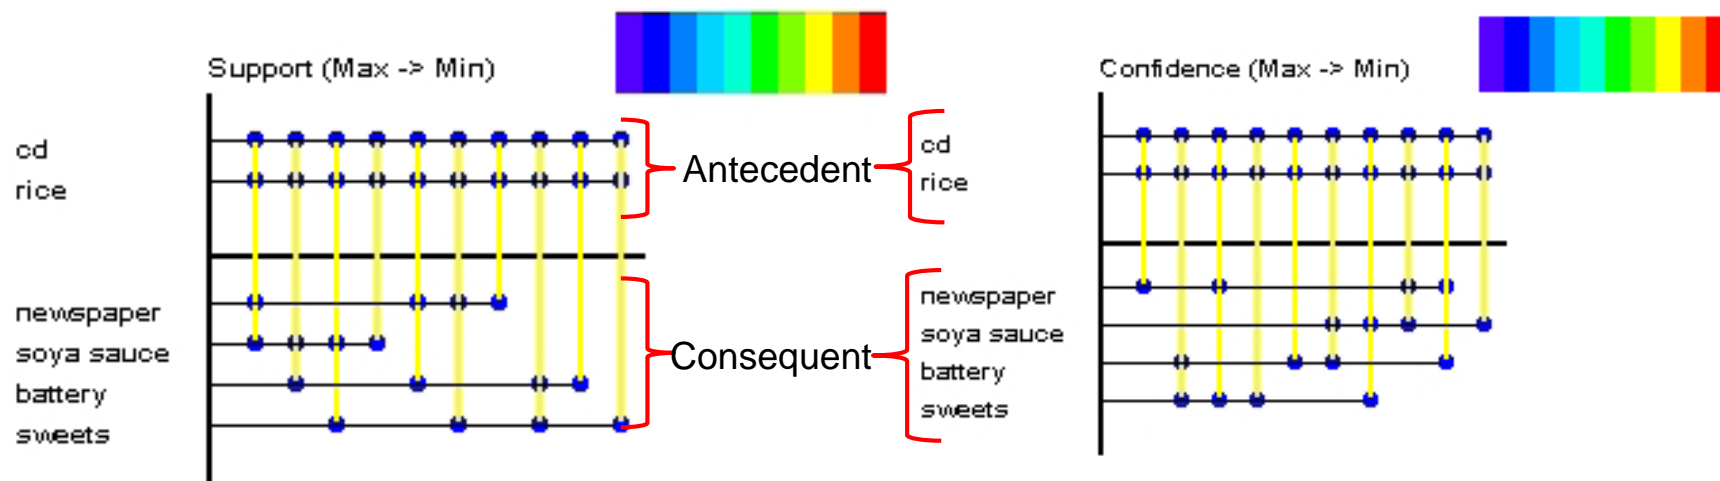 Support (Max -> Min)
cd
rice
newspaper
soya sauce
battery
sweets
Antecedent
Consequent
Confidence (Max -> Min)
cd
rice
newspaper
soya sauce
battery
sweets